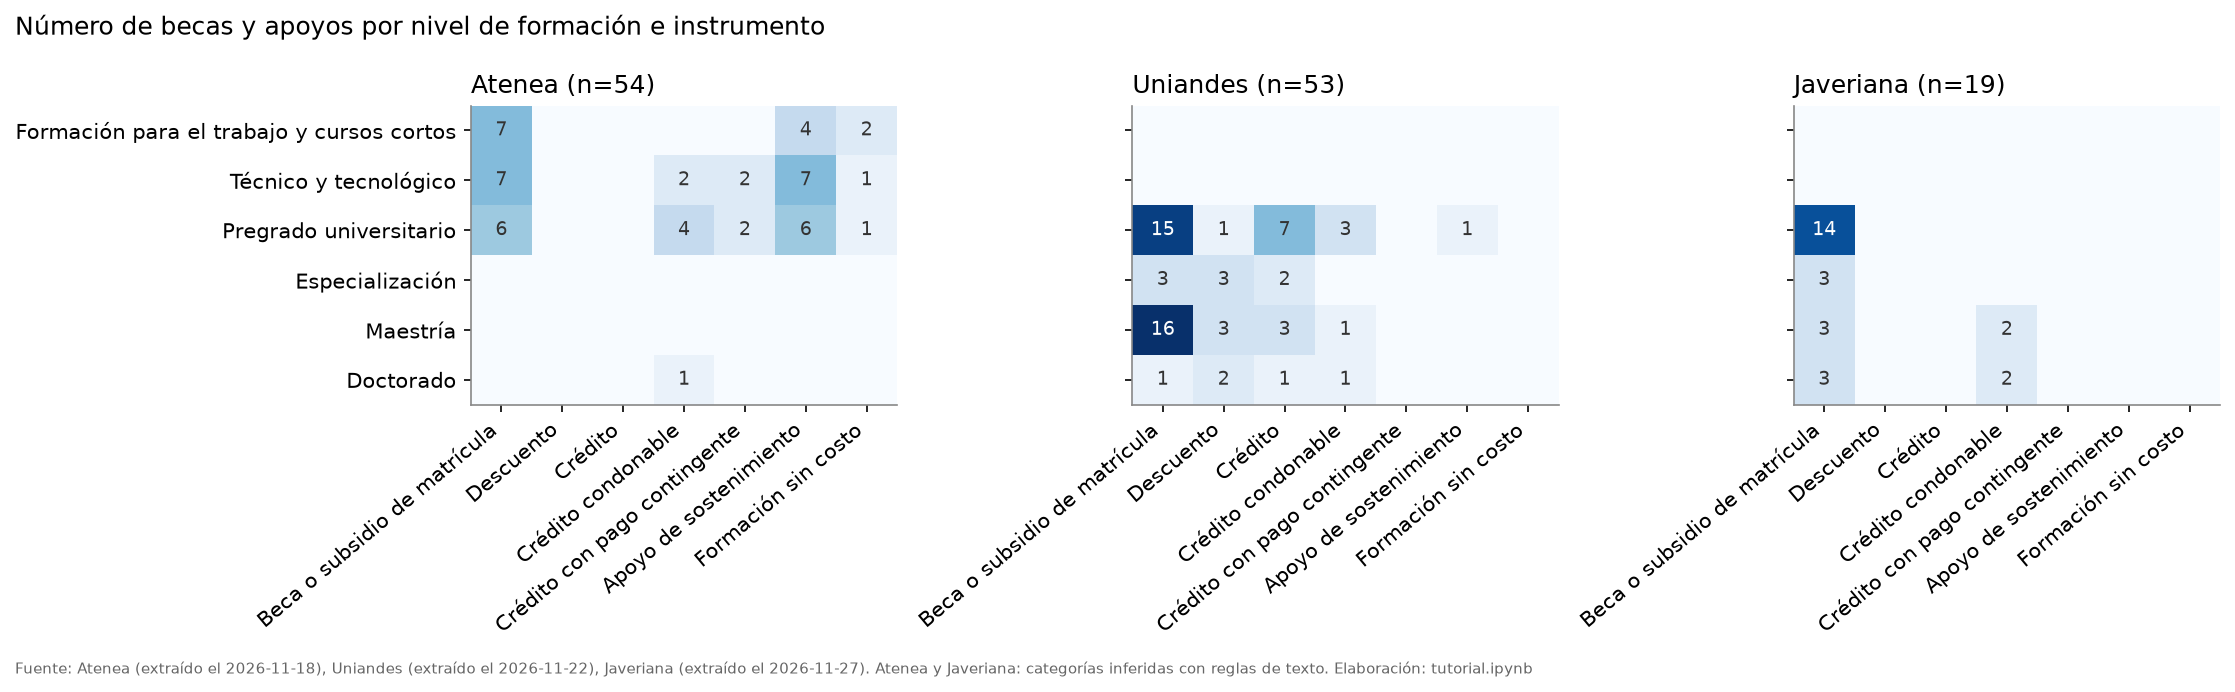 Número de becas y apoyos por nivel de formación e instrumento
Atenea (n=54)
Uniandes (n=53)
Javeriana (n=19)
Formación para el trabajo y cursos cortos
7
4
2
Técnico y tecnológico
7
2
2
7
1
Pregrado universitario
6
4
2
6
1
15
1
7
3
1
14
Especialización
3
3
2
3
Maestría
16
3
3
1
3
2
Doctorado
1
1
2
1
1
3
2
Beca o subsidio de matrícula
Descuento
Crédito
Crédito condonable
Crédito con pago contingente
Apoyo de sostenimiento
Formación sin costo
Beca o subsidio de matrícula
Descuento
Crédito
Crédito condonable
Crédito con pago contingente
Apoyo de sostenimiento
Formación sin costo
Beca o subsidio de matrícula
Descuento
Crédito
Crédito condonable
Crédito con pago contingente
Apoyo de sostenimiento
Formación sin costo
Fuente: Atenea (extraído el 2026-11-18), Uniandes (extraído el 2026-11-22), Javeriana (extraído el 2026-11-27). Atenea y Javeriana: categorías inferidas con reglas de texto. Elaboración: tutorial.ipynb